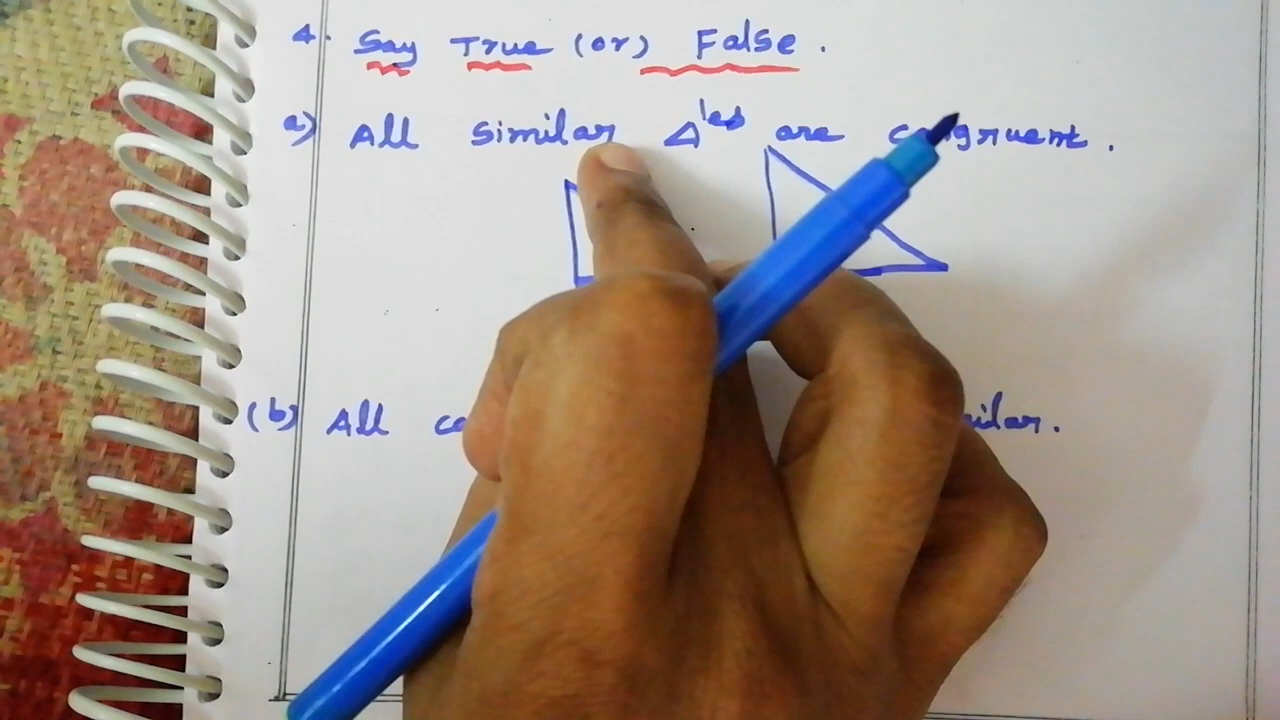 4. Say True (or) False.
a) All Similar Δ^les are congruent.
(b) All